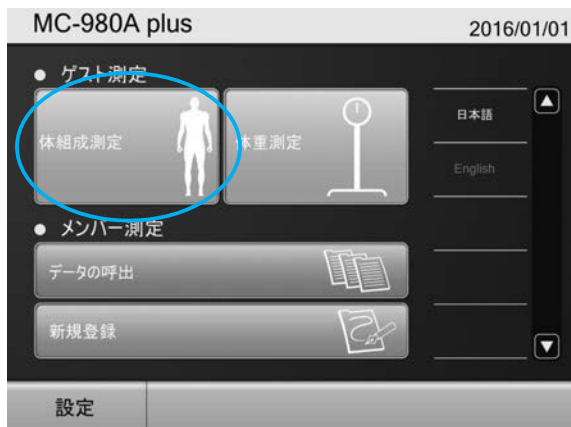 MC-980A plus
2016/01/01
● ゲスト測定
体組成測定
体重測定
日本語
English
● メンバー測定
データの呼出
新規登録
設定